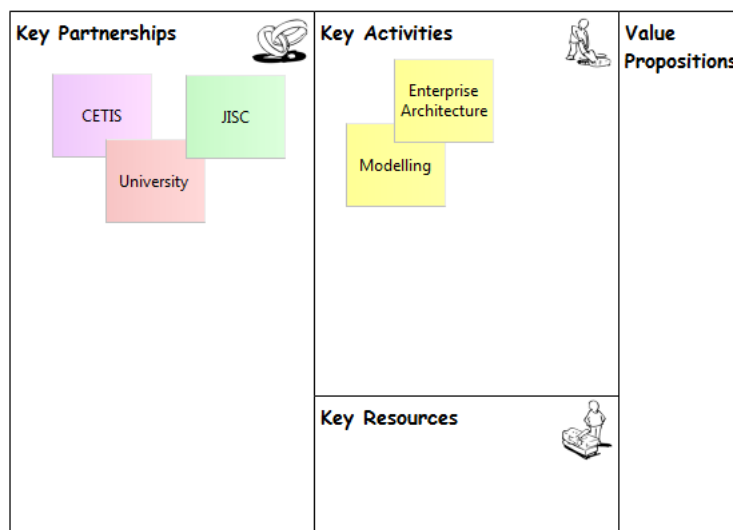 Key Partnerships
CETIS
JISC
University
Key Activities
Enterprise
Architecture
Modelling
Key Resources
Value
Propositions